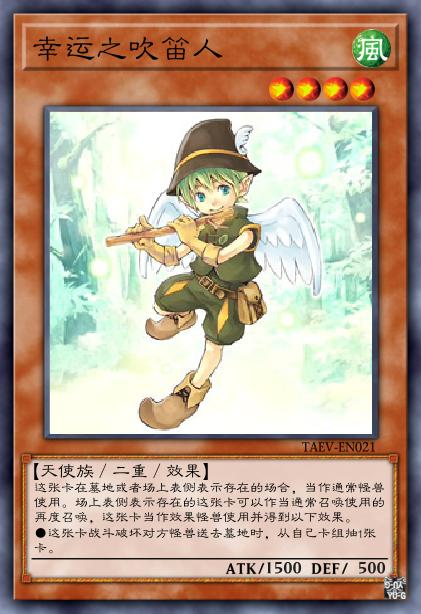 幸运之吹笛人
風
TAEV-EN021
【天使族／二重／效果】
这张卡在墓地或者场上表侧表示存在的场合，当作通常怪兽
使用。场上表侧表示存在的这张卡可以作当通常召唤使用的
再度召唤，这张卡当作效果怪兽使用并得到以下效果。
●这张卡战斗破坏对方怪兽送去墓地时，从自己卡组抽1张
卡。
ATK/1500 DEF/ 500